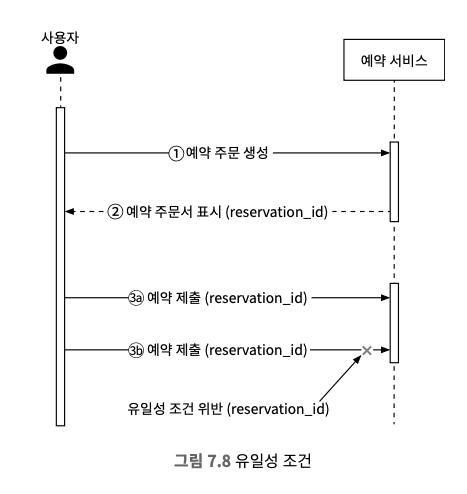 사용자
예약 서비스
① 예약 주문 생성
② 예약 주문서 표시 (reservation_id)
3a 예약 제출 (reservation_id)
3b 예약 제출 (reservation_id)
유일성 조건 위반 (reservation_id)
그림 7.8 유일성 조건